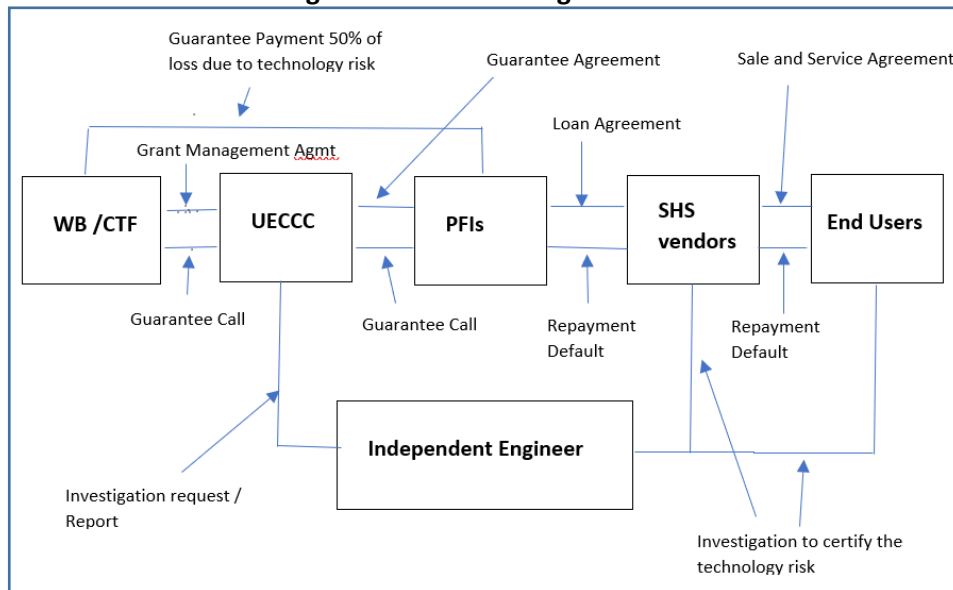 Guarantee Payment 50% of
loss due to technology risk
Guarantee Agreement
Sale and Service Agreement
Loan Agreement
Grant Management Agmt
WB /CTF
UECCC
PFIs
SHS
vendors
End Users
Guarantee Call
Guarantee Call
Repayment
Default
Repayment
Default
Independent Engineer
Investigation request /
Report
Investigation to certify the
technology risk